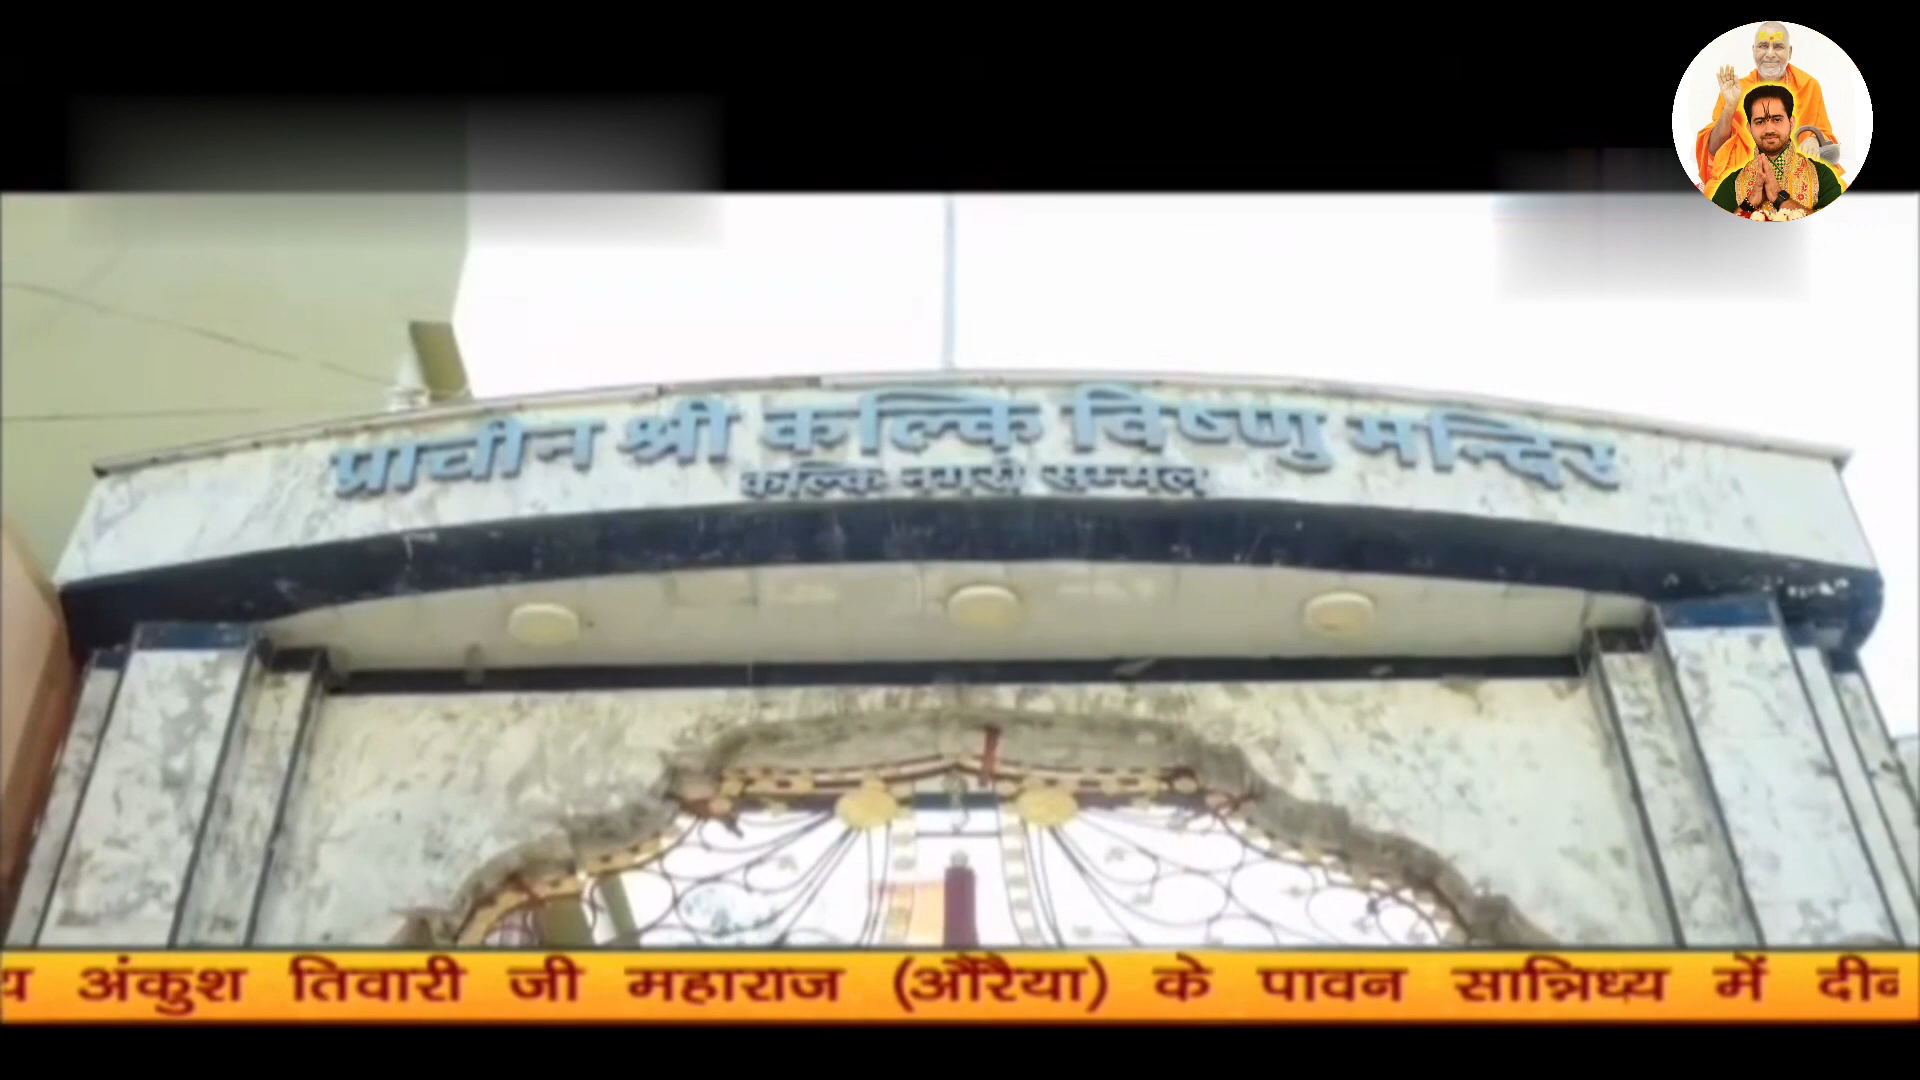 प्राचीन श्री कल्कि विष्णु मन्दिर
कल्कि नगरी सम्भल
अंकुश तिवारी जी महाराज (औरैया) के पावन सान्निध्य में